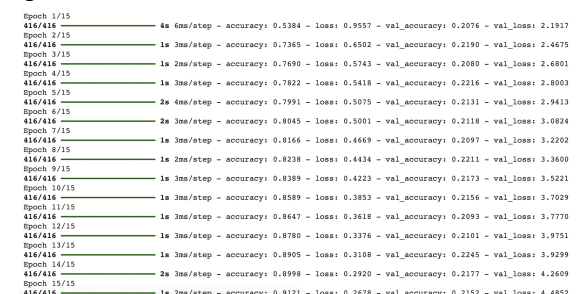 Epoch 1/15
416/416 4s 6ms/step - accuracy: 0.5384 - loss: 0.9557 - val_accuracy: 0.2076 - val_loss: 2.1917
Epoch 2/15
416/416 1s 3ms/step - accuracy: 0.7365 - loss: 0.6502 - val_accuracy: 0.2190 - val_loss: 2.4675
Epoch 3/15
416/416 1s 2ms/step - accuracy: 0.7690 - loss: 0.5743 - val_accuracy: 0.2080 - val_loss: 2.6801
Epoch 4/15
416/416 1s 3ms/step - accuracy: 0.7822 - loss: 0.5418 - val_accuracy: 0.2216 - val_loss: 2.8003
Epoch 5/15
416/416 2s 4ms/step - accuracy: 0.7991 - loss: 0.5075 - val_accuracy: 0.2131 - val_loss: 2.9413
Epoch 6/15
416/416 2s 3ms/step - accuracy: 0.8045 - loss: 0.5001 - val_accuracy: 0.2118 - val_loss: 3.0824
Epoch 7/15
416/416 1s 3ms/step - accuracy: 0.8166 - loss: 0.4669 - val_accuracy: 0.2097 - val_loss: 3.2202
Epoch 8/15
416/416 1s 2ms/step - accuracy: 0.8238 - loss: 0.4434 - val_accuracy: 0.2211 - val_loss: 3.3600
Epoch 9/15
416/416 1s 3ms/step - accuracy: 0.8389 - loss: 0.4223 - val_accuracy: 0.2173 - val_loss: 3.5221
Epoch 10/15
416/416 1s 3ms/step - accuracy: 0.8589 - loss: 0.3853 - val_accuracy: 0.2156 - val_loss: 3.7029
Epoch 11/15
416/416 1s 3ms/step - accuracy: 0.8647 - loss: 0.3618 - val_accuracy: 0.2093 - val_loss: 3.7770
Epoch 12/15
416/416 1s 3ms/step - accuracy: 0.8780 - loss: 0.3376 - val_accuracy: 0.2101 - val_loss: 3.9751
Epoch 13/15
416/416 1s 3ms/step - accuracy: 0.8905 - loss: 0.3108 - val_accuracy: 0.2245 - val_loss: 3.9299
Epoch 14/15
416/416 2s 3ms/step - accuracy: 0.8998 - loss: 0.2920 - val_accuracy: 0.2177 - val_loss: 4.2609
Epoch 15/15
416/416 1s 2ms/step - accuracy: 0.9121 - loss: 0.2678 - val_accuracy: 0.2152 - val_loss: 4.4852